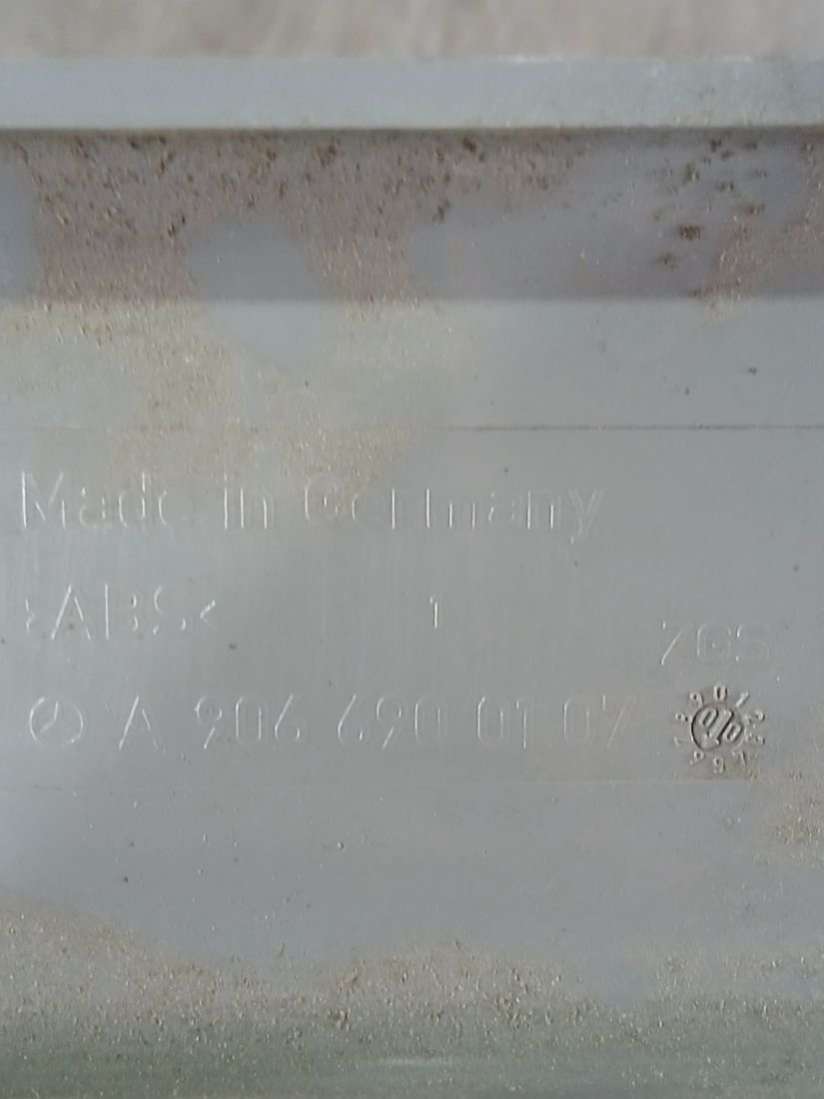 Made in Germany
>ABS< 1
ZGS
A 906 690 01 07